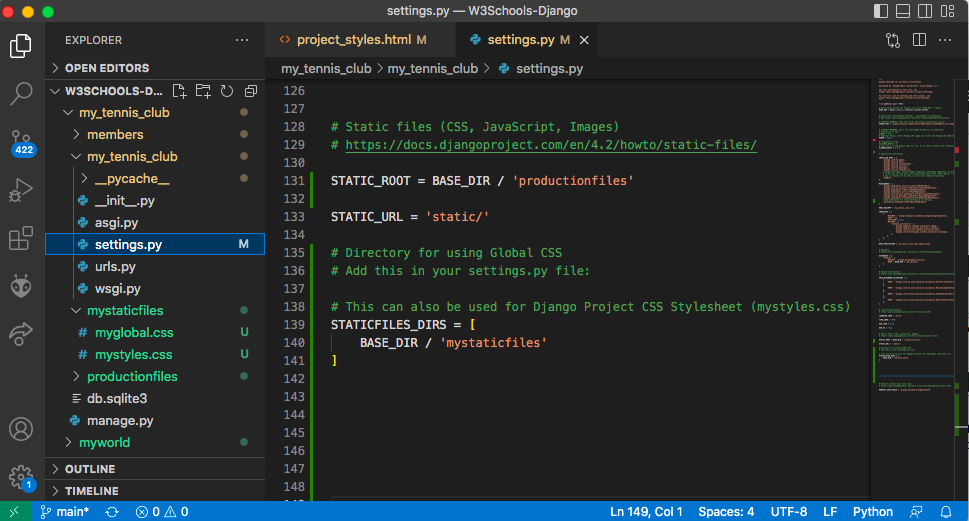 settings.py — W3Schools-Django
EXPLORER
project_styles.html M
settings.py M
OPEN EDITORS
my_tennis_club > my_tennis_club > settings.py
W3SCHOOLS-D...
my_tennis_club
members
my_tennis_club
__pycache__
__init__.py
asgi.py
settings.py M
urls.py
wsgi.py
mystaticfiles
myglobal.css U
mystyles.css U
productionfiles
db.sqlite3
manage.py
myworld
OUTLINE
TIMELINE
422
1
126
127
128 # Static files (CSS, JavaScript, Images)
129 # https://docs.djangoproject.com/en/4.2/howto/static-files/
130
131 STATIC_ROOT = BASE_DIR / 'productionfiles'
132
133 STATIC_URL = 'static/'
134
135 # Directory for using Global CSS
136 # Add this in your settings.py file:
137
138 # This can also be used for Django Project CSS Stylesheet (mystyles.css)
139 STATICFILES_DIRS = [
140 BASE_DIR / 'mystaticfiles'
141 ]
142
143
144
145
146
147
148
main* 0 0 Ln 149, Col 1 Spaces: 4 UTF-8 LF Python